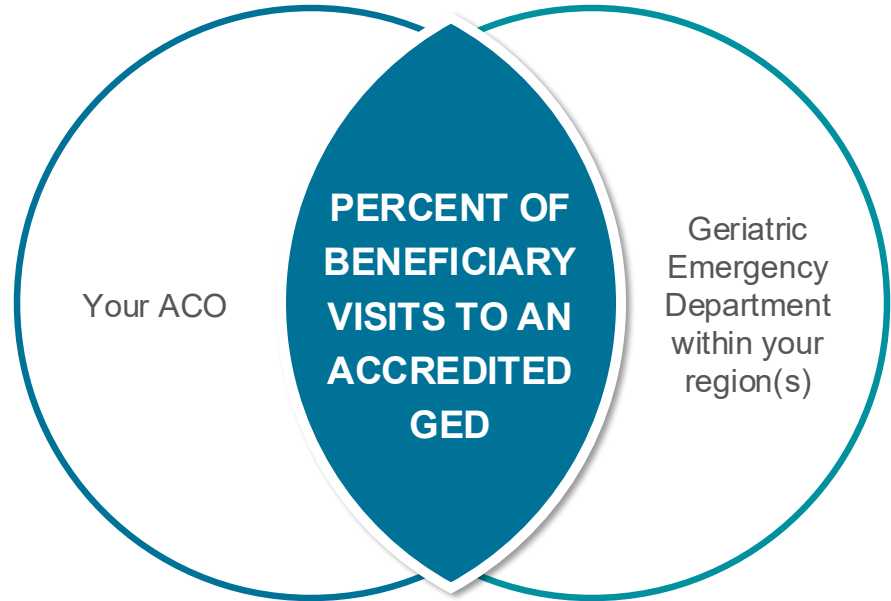 Your ACO
PERCENT OF
BENEFICIARY
VISITS TO AN
ACCREDITED
GED
Geriatric
Emergency
Department
within your
region(s)